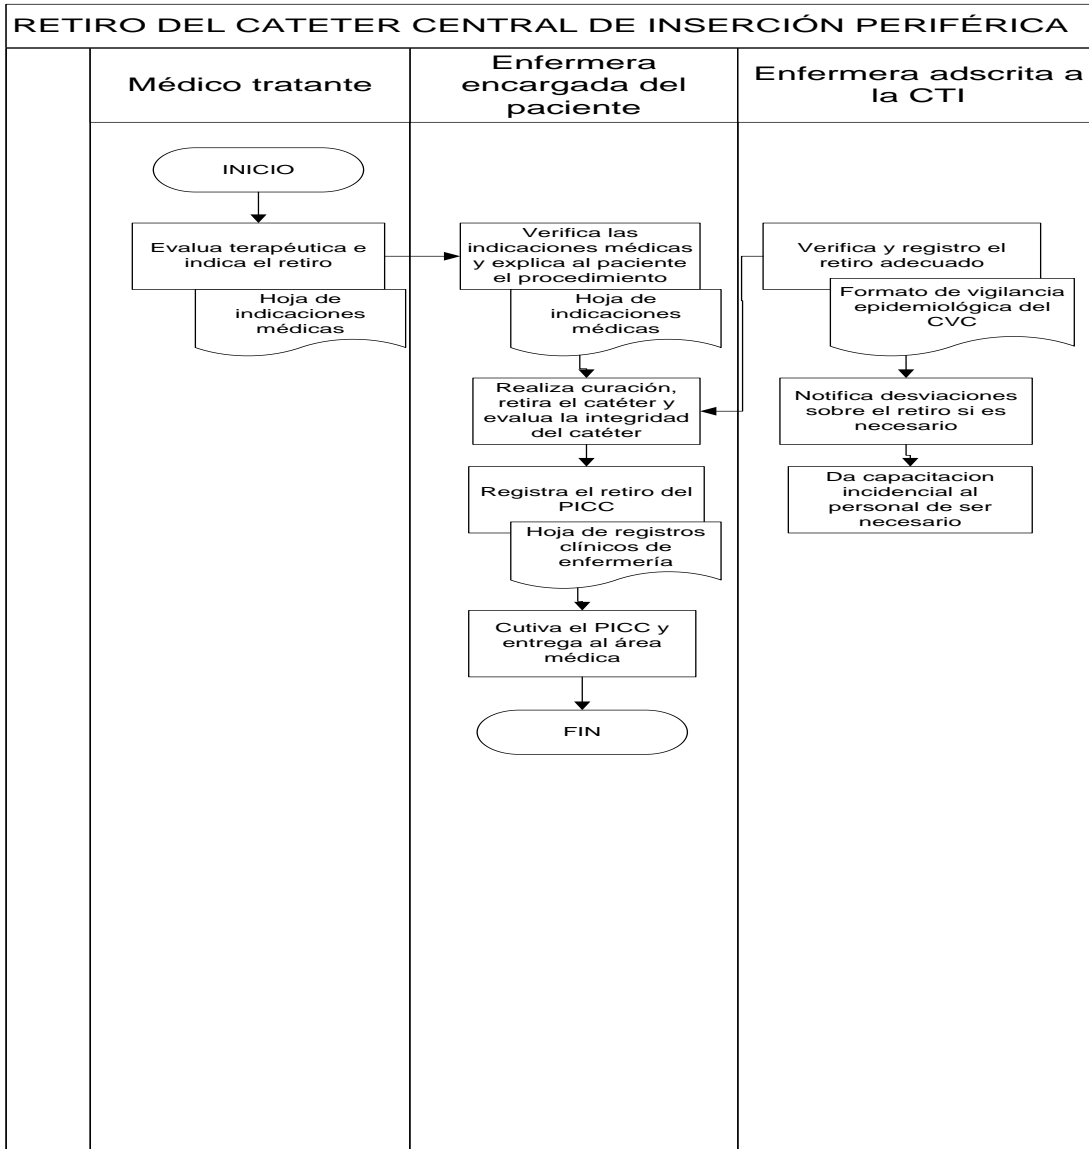 RETIRO DEL CATETER CENTRAL DE INSERCIÓN PERIFÉRICA
Médico tratante
Enfermera
encargada del
paciente
Enfermera adscrita a
la CTI
INICIO
Evalua terapéutica e
indica el retiro
Hoja de
indicaciones
médicas
Verifica las
indicaciones médicas
y explica al paciente
el procedimiento
Hoja de
indicaciones
médicas
Realiza curación,
retira el catéter y
evalua la integridad
del catéter
Registra el retiro del
PICC
Hoja de registros
clínicos de
enfermería
Cutiva el PICC y
entrega al área
médica
FIN
Verifica y registro el
retiro adecuado
Formato de vigilancia
epidemiológica del
CVC
Notifica desviaciones
sobre el retiro si es
necesario
Da capacitacion
incidencial al
personal de ser
necesario